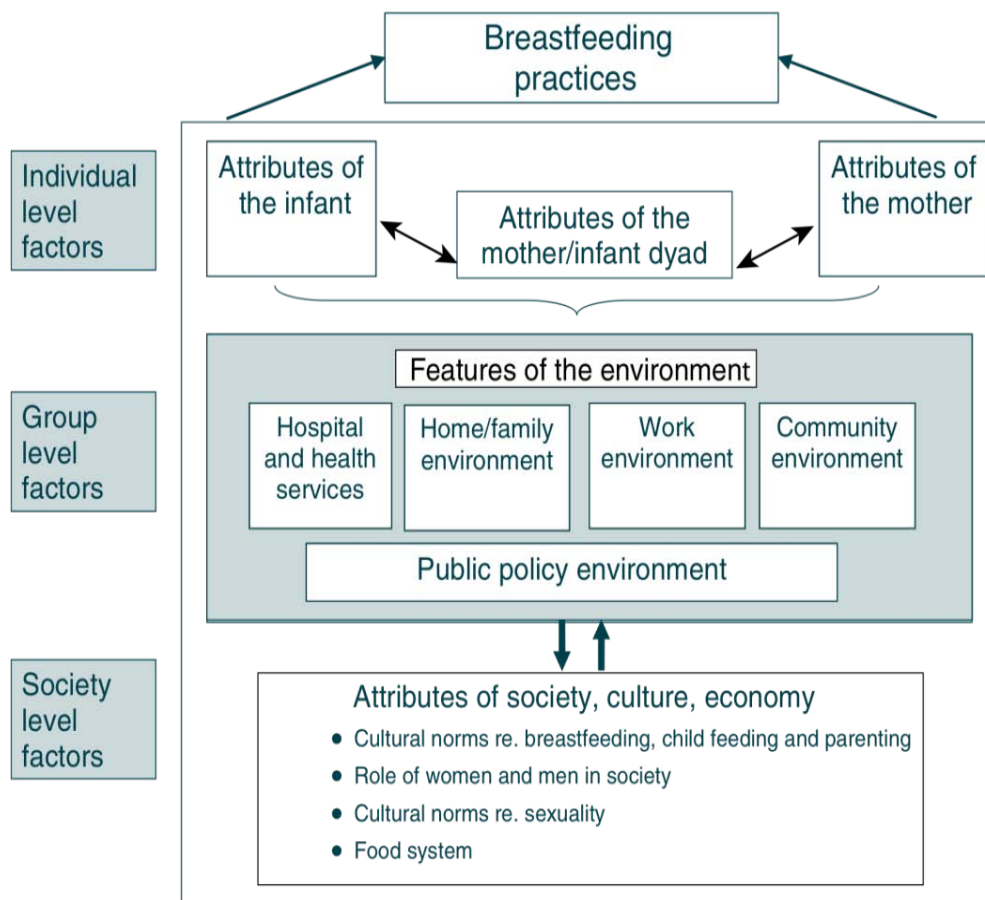 Breastfeeding
practices
Individual
level
factors
Attributes of
the infant
Attributes of the
mother/infant dyad
Attributes of
the mother
Group
level
factors
Features of the environment
Hospital
and health
services
Home/family
environment
Work
environment
Community
environment
Public policy environment
Society
level
factors
Attributes of society, culture, economy
● Cultural norms re. breastfeeding, child feeding and parenting
● Role of women and men in society
● Cultural norms re. sexuality
● Food system